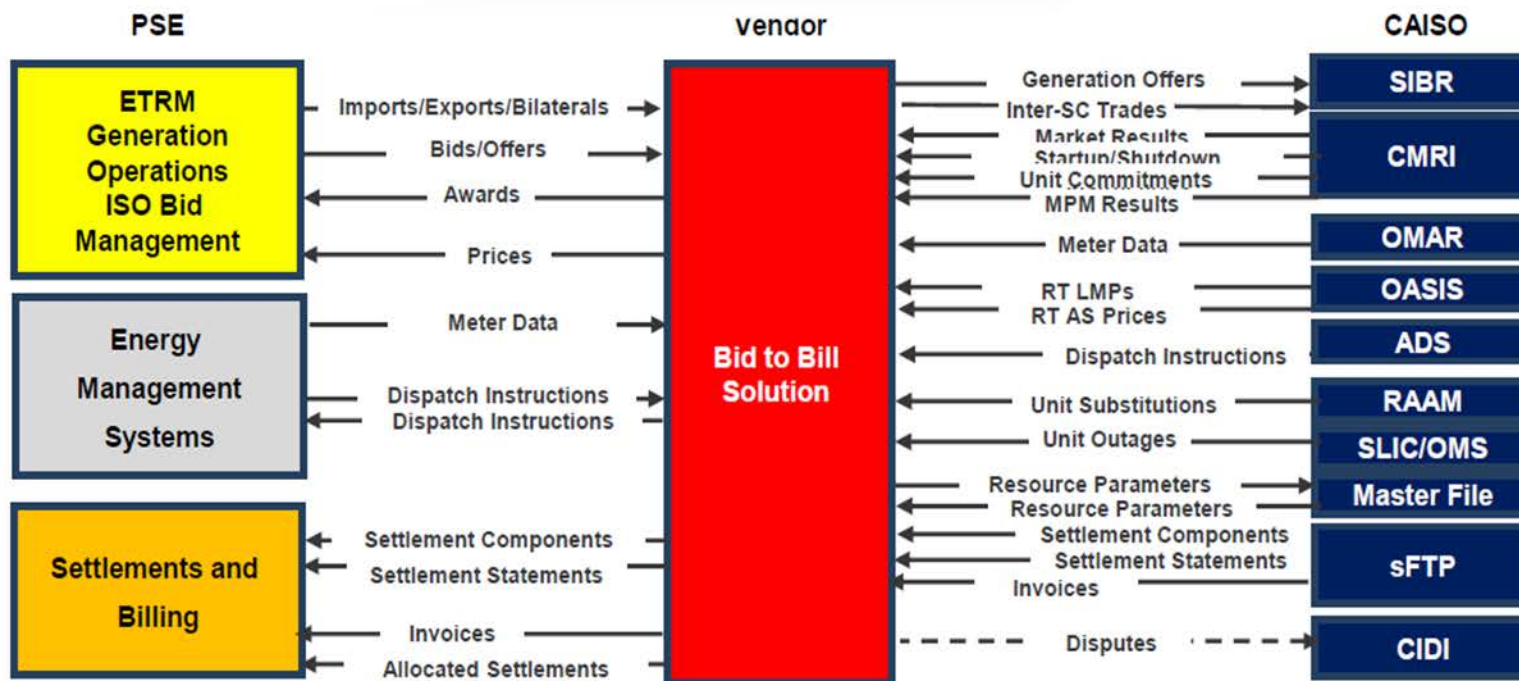 PSE
Vendor
CAISO
ETRM
Generation
Operations
ISO Bid
Management
Energy
Management
Systems
Settlements and
Billing
Imports/Exports/Bilaterals
Bids/Offers
Awards
Prices
Meter Data
Dispatch Instructions
Dispatch Instructions
Settlement Components
Settlement Statements
Invoices
Allocated Settlements
Bid to Bill
Solution
Generation Offers
Inter-SC Trades
Market Results
Startup/Shutdown
Unit Commitments
MPM Results
Meter Data
RT LMPs
RT AS Prices
Dispatch Instructions
Unit Substitutions
Unit Outages
Resource Parameters
Resource Parameters
Settlement Components
Settlement Statements
Invoices
Disputes
SIBR
CMRI
OMAR
OASIS
ADS
RAAM
SLIC/OMS
Master File
sFTP
CIDI